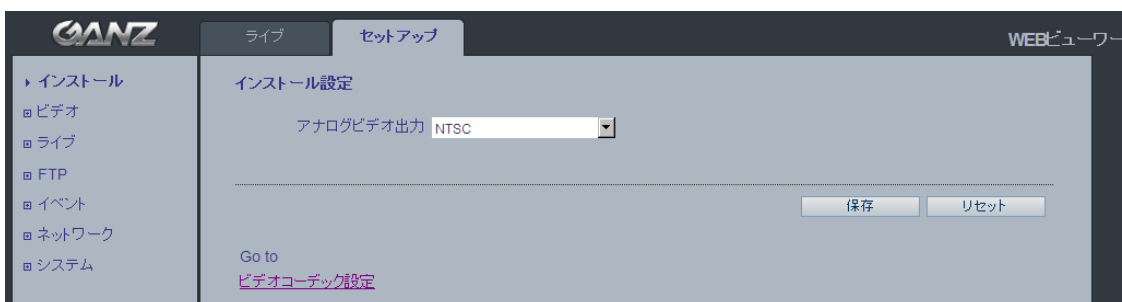 GANZ
ライブ
セットアップ
WEBビューワー
インストール
ビデオ
ライブ
FTP
イベント
ネットワーク
システム
インストール設定
アナログビデオ出力 NTSC
保存 リセット
Go to
ビデオコーデック設定